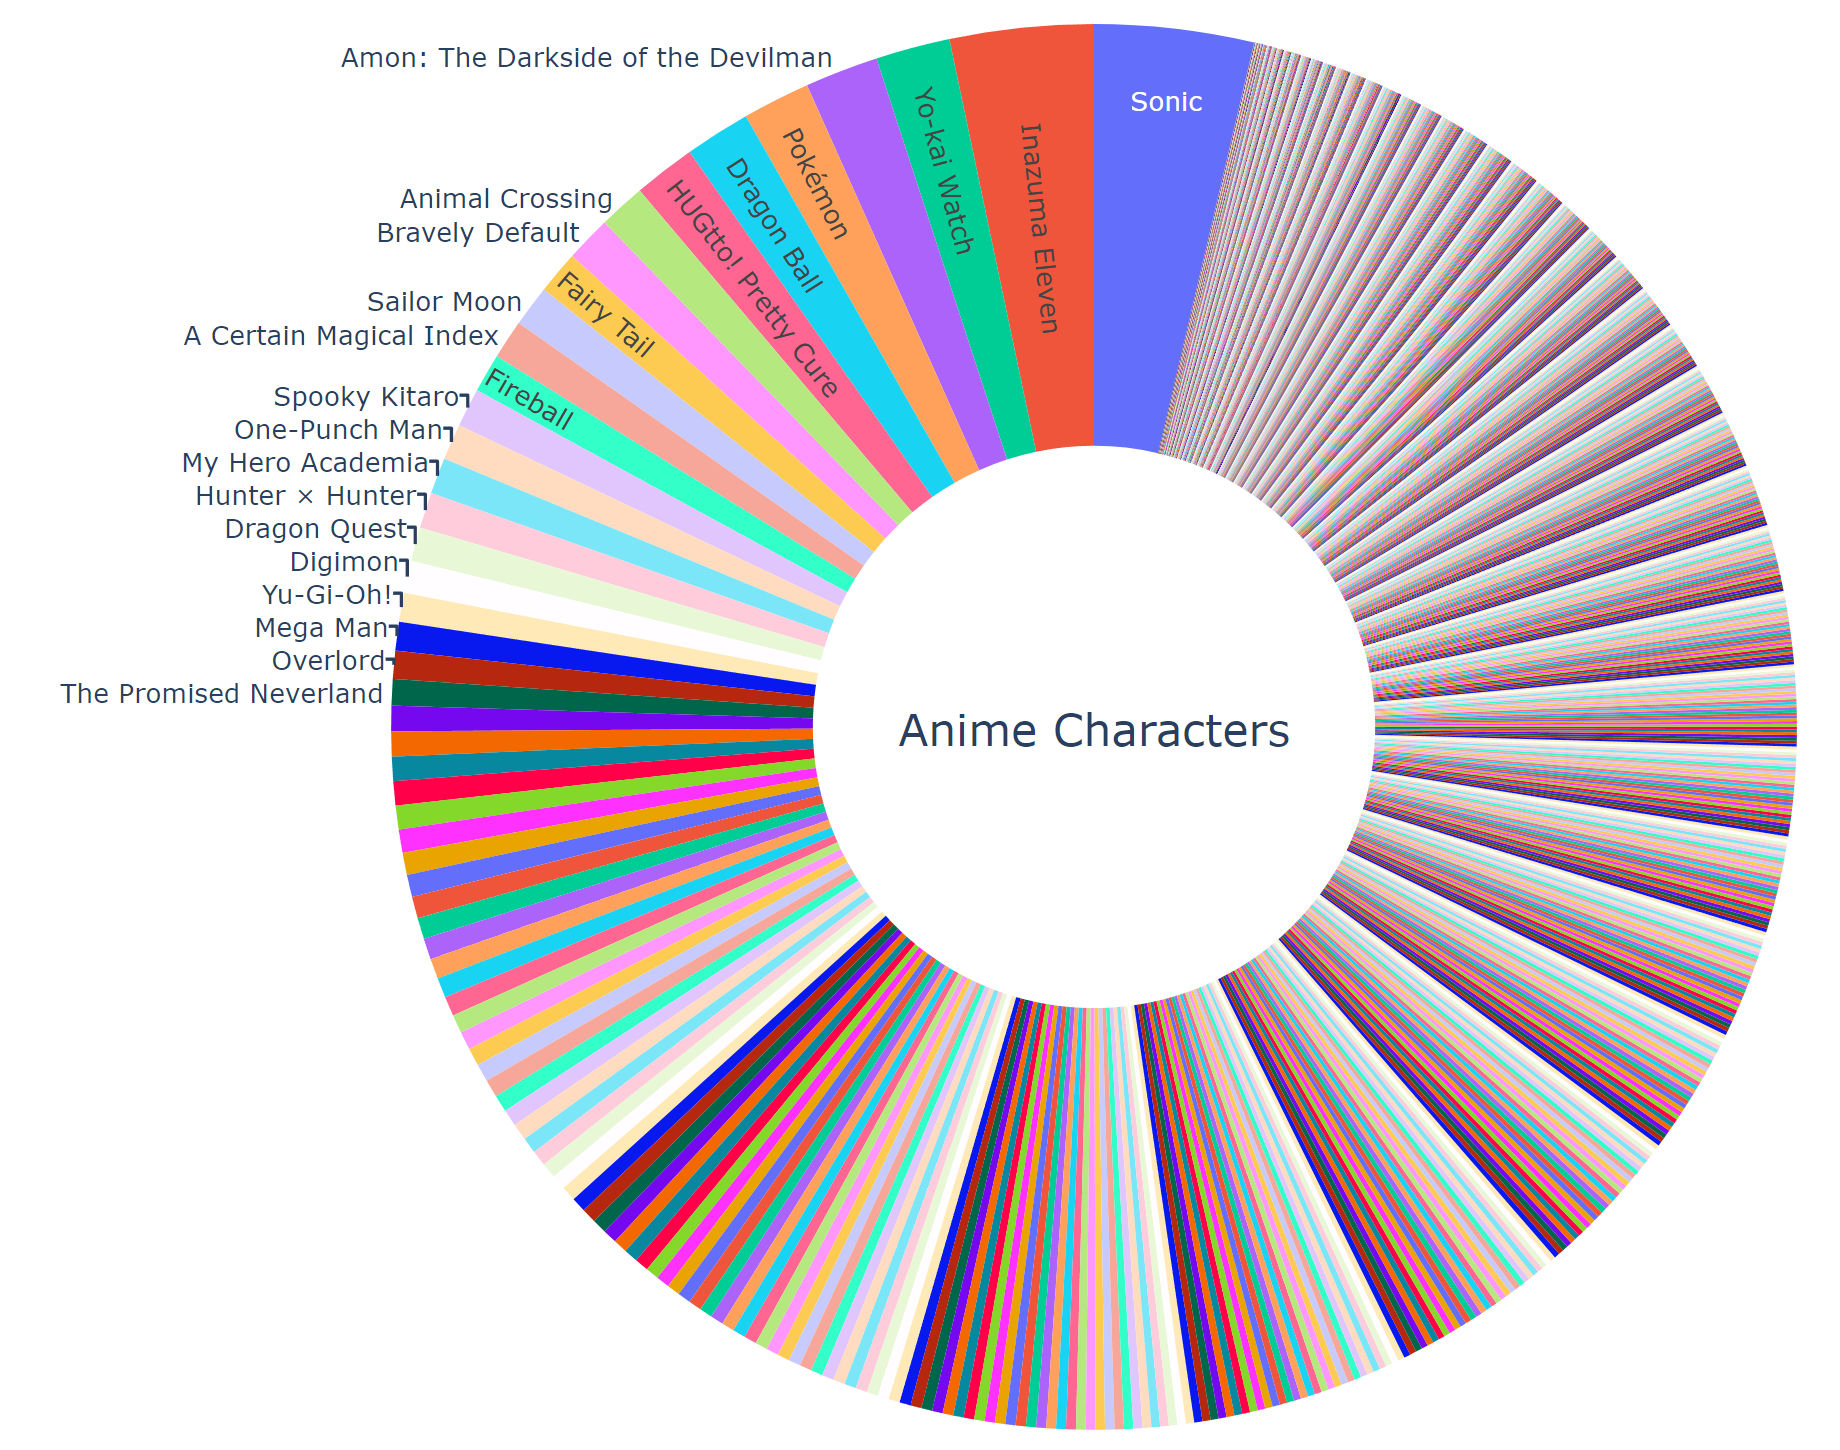 Amon: The Darkside of the Devilman
Sonic
Inazuma Eleven
Yo-kai Watch
Pokémon
Dragon Ball
HUGtto! Pretty Cure
Animal Crossing
Bravely Default
Fairy Tail
Sailor Moon
A Certain Magical Index
Fireball
Spooky Kitaro
One-Punch Man
My Hero Academia
Hunter × Hunter
Dragon Quest
Digimon
Yu-Gi-Oh!
Mega Man
Overlord
The Promised Neverland
Anime Characters